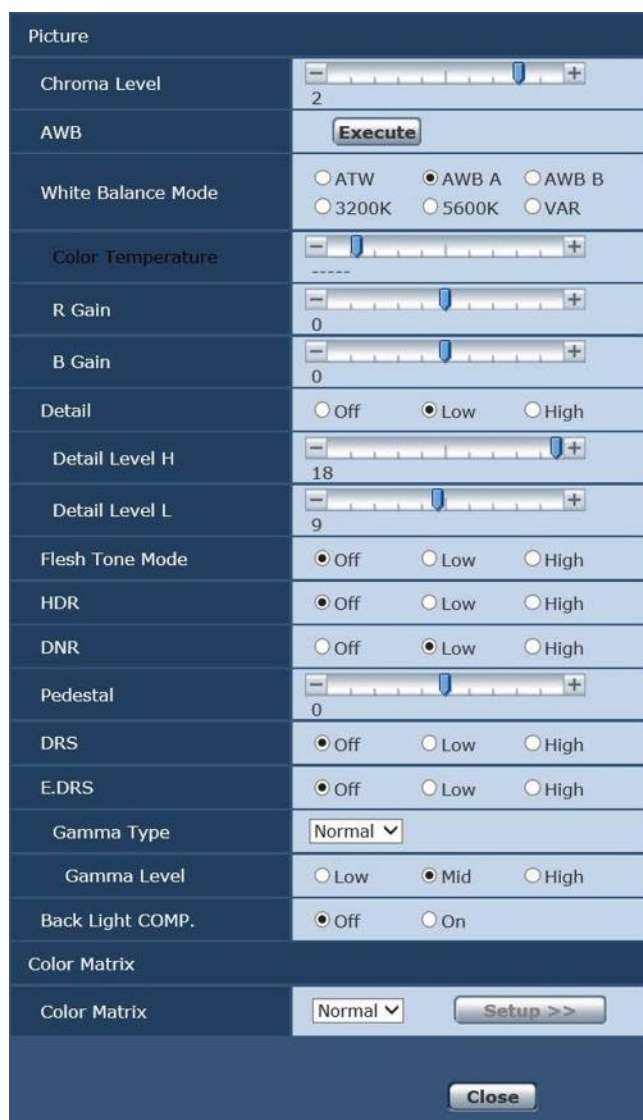 Picture
Chroma Level
2
AWB Execute
White Balance Mode ATW AWB A AWB B
3200K 5600K VAR
Color Temperature
-----
R Gain
0
B Gain
0
Detail Off Low High
Detail Level H
18
Detail Level L
9
Flesh Tone Mode Off Low High
HDR Off Low High
DNR Off Low High
Pedestal
0
DRS Off Low High
E.DRS Off Low High
Gamma Type Normal
Gamma Level Low Mid High
Back Light COMP. Off On
Color Matrix
Color Matrix Normal Setup >>
Close